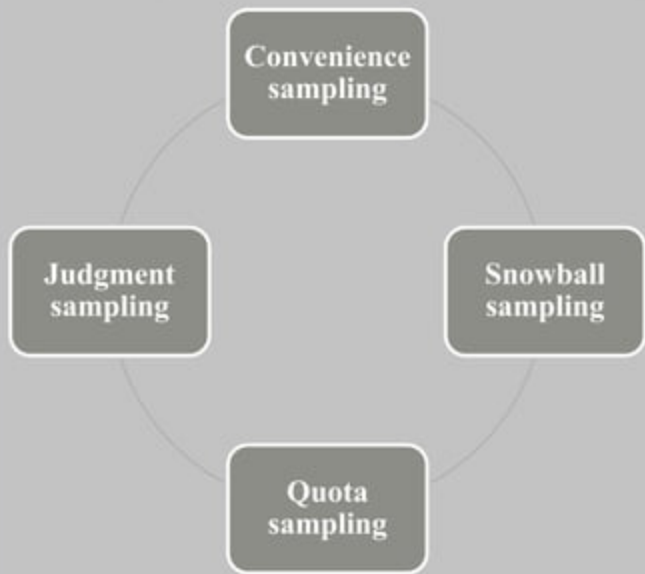 Convenience
sampling
Judgment
sampling
Snowball
sampling
Quota
sampling